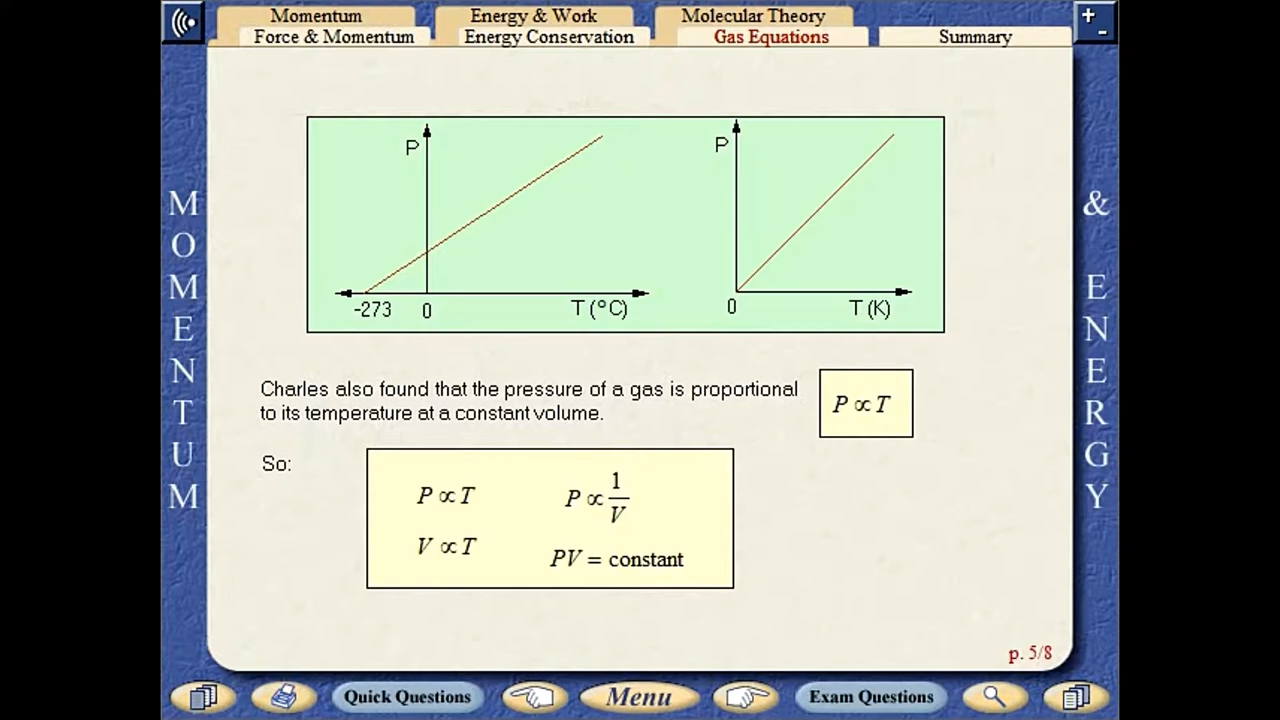 Momentum
Energy & Work
Molecular Theory
Force & Momentum
Energy Conservation
Gas Equations
Summary
+
-
MOMENTUM
& ENERGY
P
-273
0
T (°C)
P
0
T (K)
Charles also found that the pressure of a gas is proportional
to its temperature at a constant volume.
P ∝ T
So:
P ∝ T
P ∝ 1/V
V ∝ T
PV = constant
p. 5/8
Quick Questions
Menu
Exam Questions